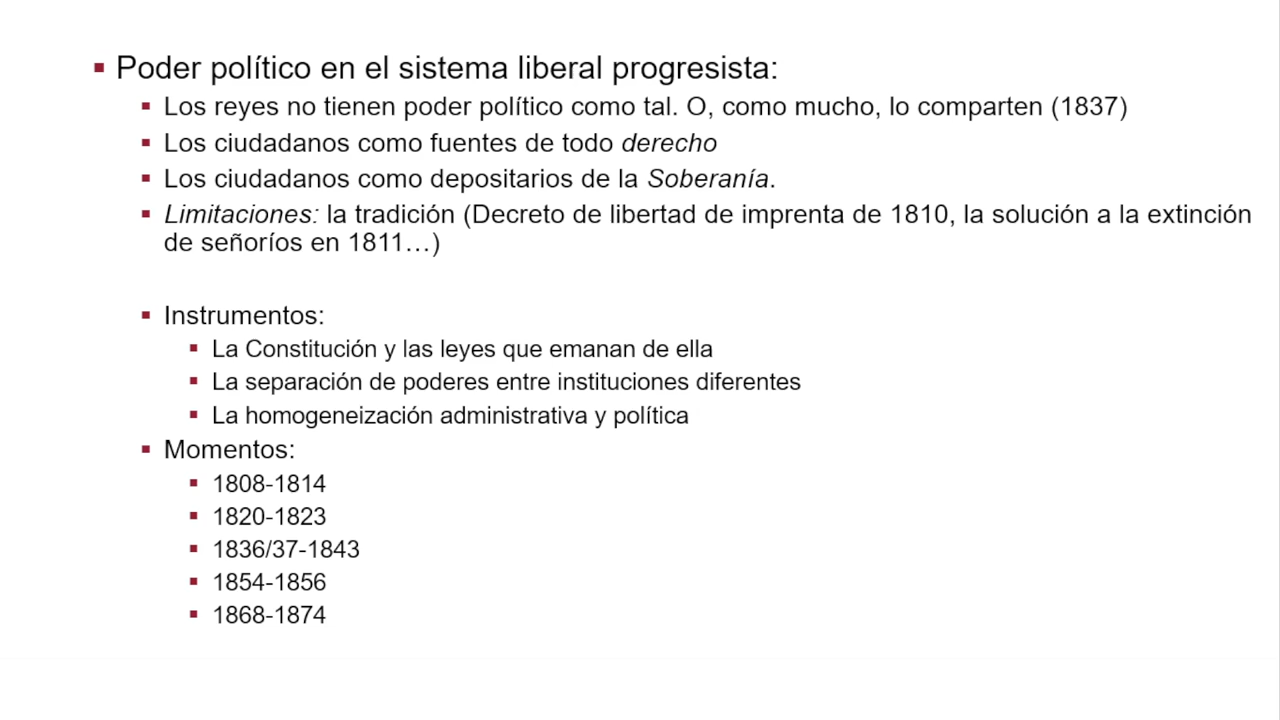 Poder político en el sistema liberal progresista:
Los reyes no tienen poder político como tal. O, como mucho, lo comparten (1837)
Los ciudadanos como fuentes de todo derecho
Los ciudadanos como depositarios de la Soberanía.
Limitaciones: la tradición (Decreto de libertad de imprenta de 1810, la solución a la extinción
de señoríos en 1811…)
Instrumentos:
La Constitución y las leyes que emanan de ella
La separación de poderes entre instituciones diferentes
La homogeneización administrativa y política
Momentos:
1808-1814
1820-1823
1836/37-1843
1854-1856
1868-1874